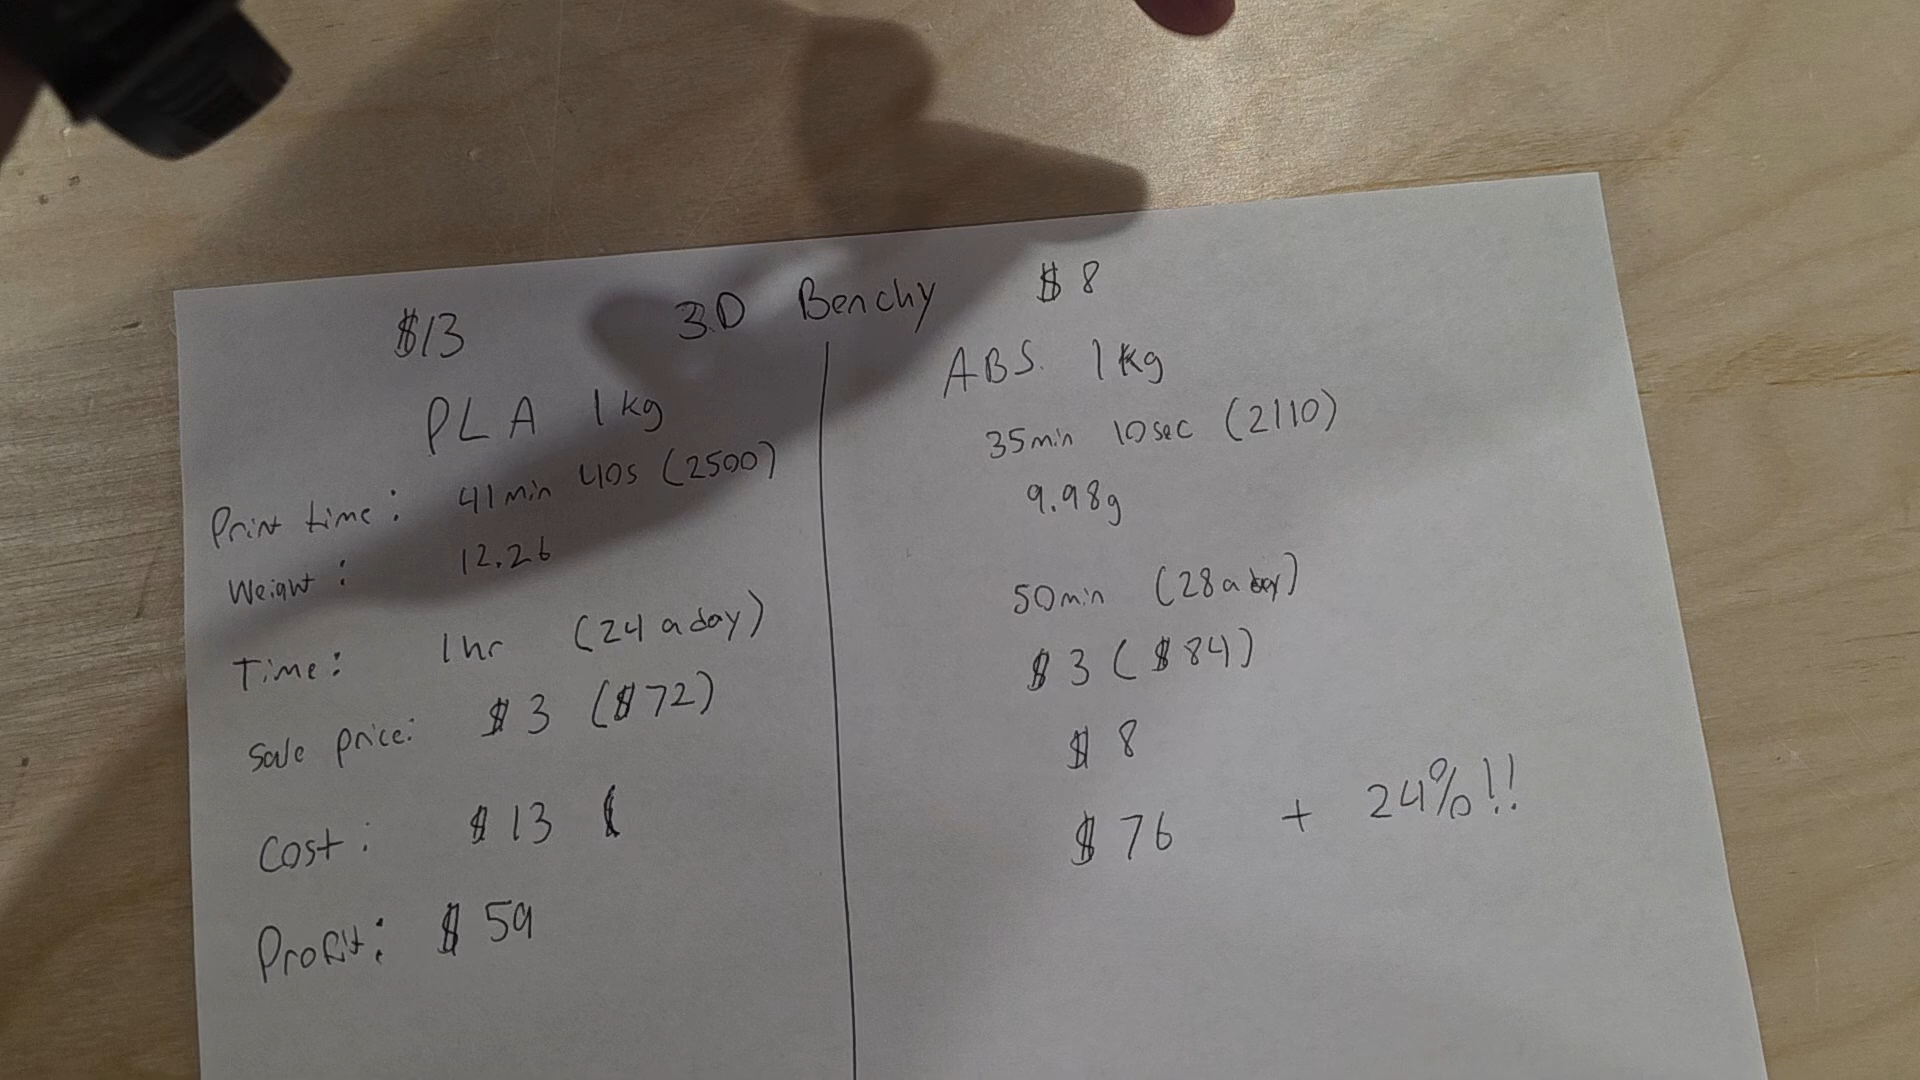 $13 3D Benchy $8
PLA 1kg
Print time: 41min 40s (2500)
Weight: 12.26
Time: 1hr (24 a day)
Sale price: $3 ($72)
Cost: $13
Profit: $59
ABS. 1kg
35min 10sec (2110)
9.98g
50min (28 a day)
$3 ($84)
$8
$76 + 24%!!